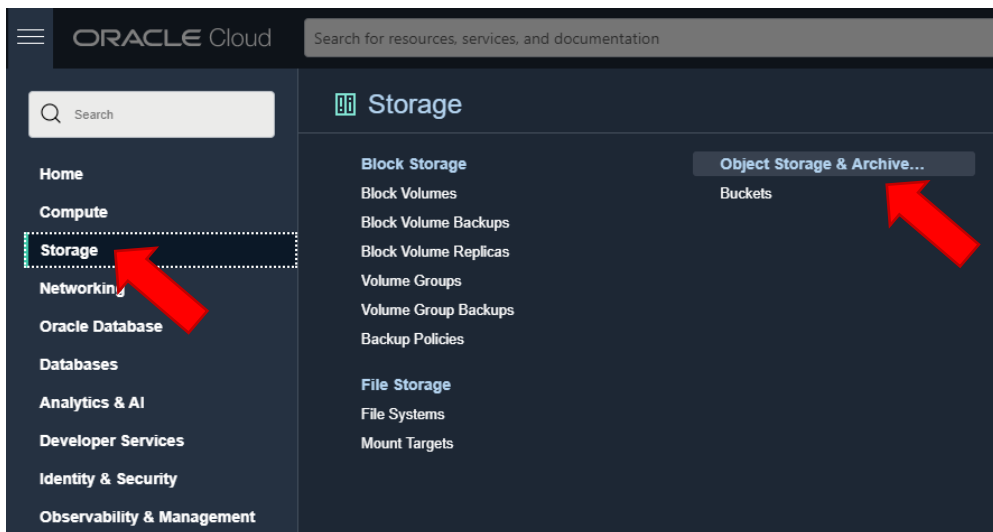 ORACLE Cloud
Search for resources, services, and documentation
Search
Home
Compute
Storage
Networking
Oracle Database
Databases
Analytics & AI
Developer Services
Identity & Security
Observability & Management
Storage
Block Storage
Block Volumes
Block Volume Backups
Block Volume Replicas
Volume Groups
Volume Group Backups
Backup Policies
File Storage
File Systems
Mount Targets
Object Storage & Archive...
Buckets